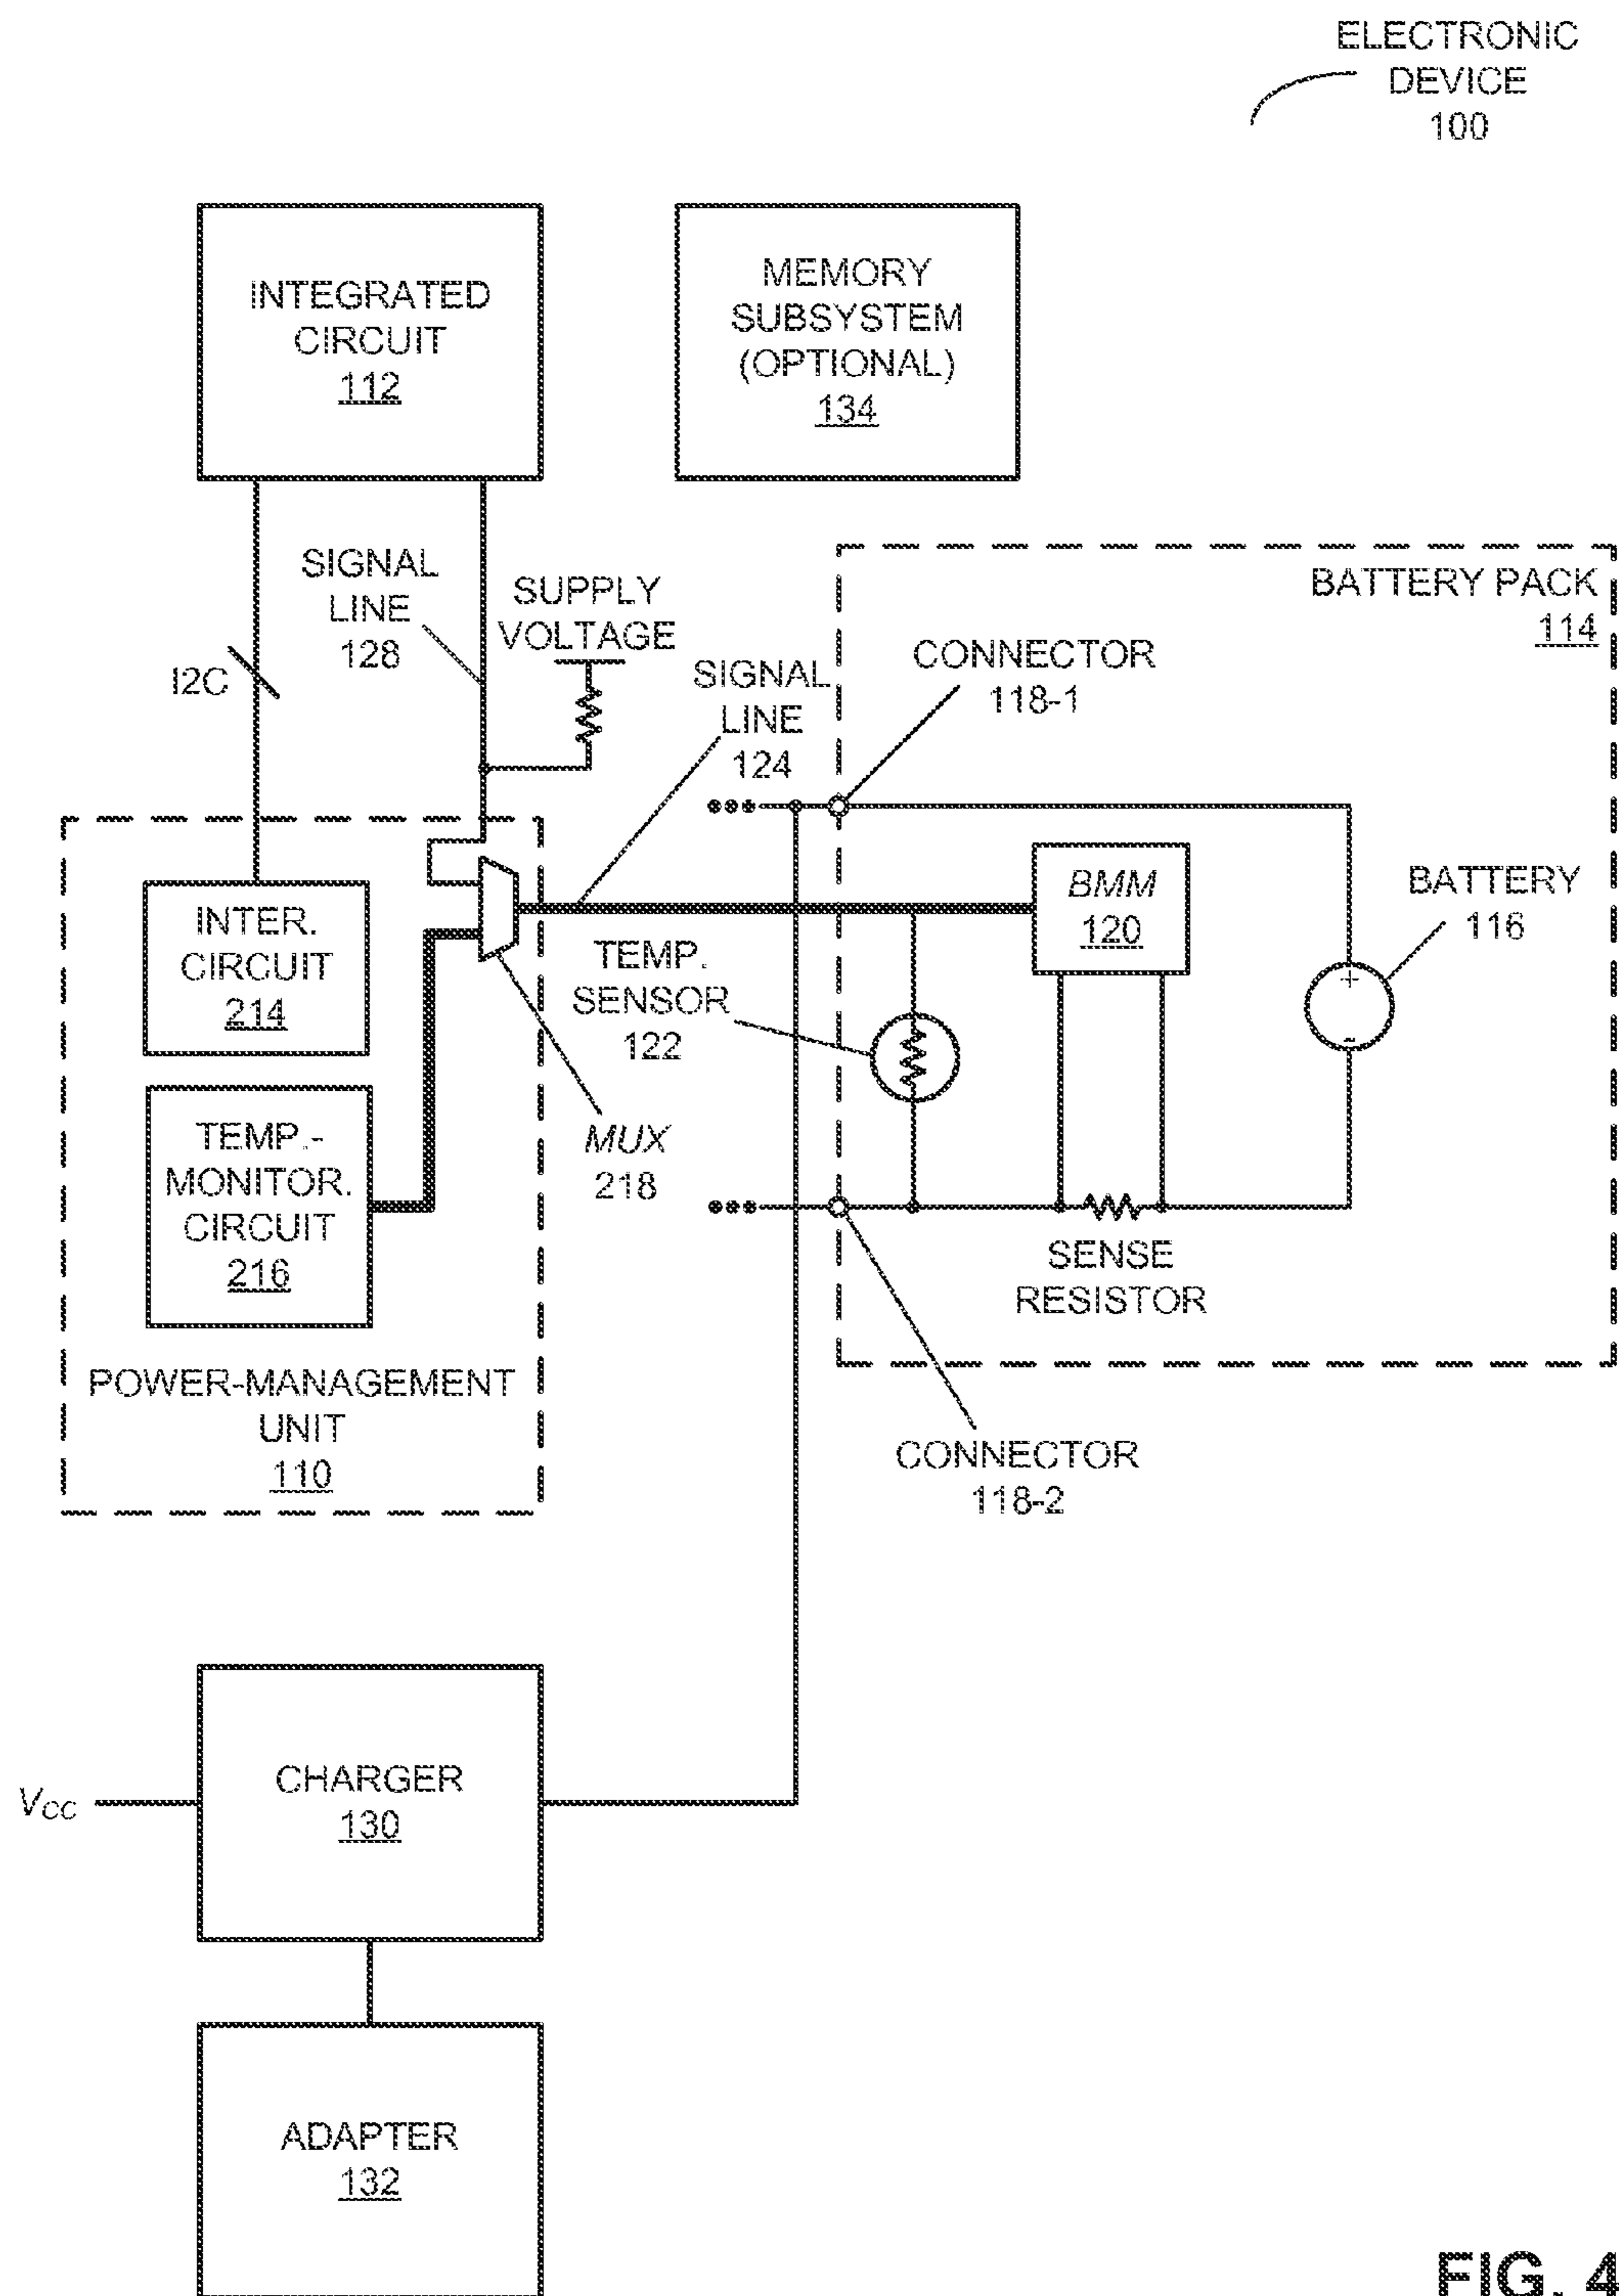 ELECTRONIC
DEVICE
100
INTEGRATED
CIRCUIT
112
MEMORY
SUBSYSTEM
(OPTIONAL)
134
SIGNAL
LINE
128
SUPPLY
VOLTAGE
I2C
SIGNAL
LINE
124
CONNECTOR
118-1
BATTERY PACK
114
INTER.
CIRCUIT
214
TEMP.
SENSOR
122
BMM
120
BATTERY
116
+
-
TEMP.-
MONITOR.
CIRCUIT
216
MUX
218
SENSE
RESISTOR
POWER-MANAGEMENT
UNIT
110
CONNECTOR
118-2
VCC
CHARGER
130
ADAPTER
132
FIG. 4